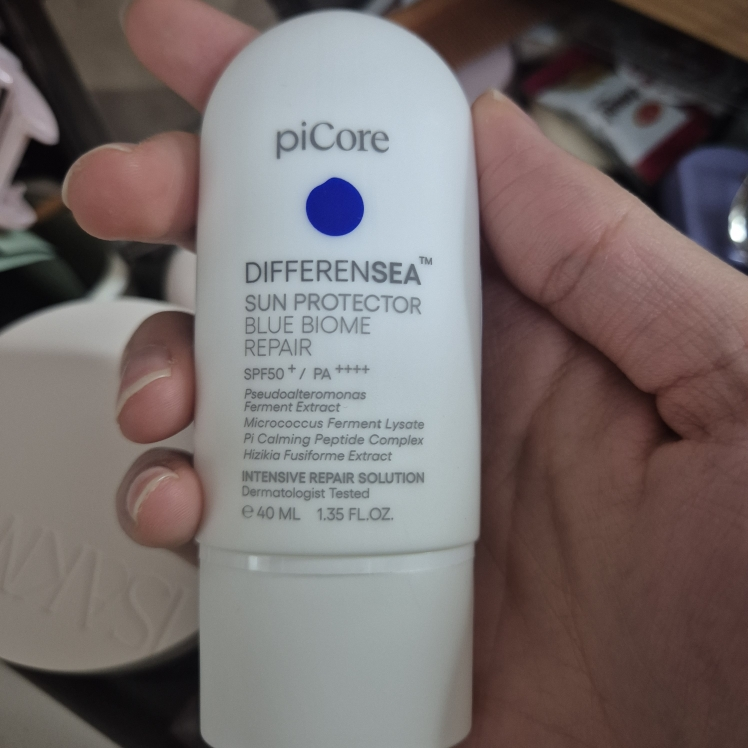 piCore
DIFFERENSEA™
SUN PROTECTOR
BLUE BIOME
REPAIR
SPF50+ / PA ++++
Pseudoalteromonas
Ferment Extract
Micrococcus Ferment Lysate
Pi Calming Peptide Complex
Hizikia Fusiforme Extract
INTENSIVE REPAIR SOLUTION
Dermatologist Tested
℮ 40 ML 1.35 FL.OZ.